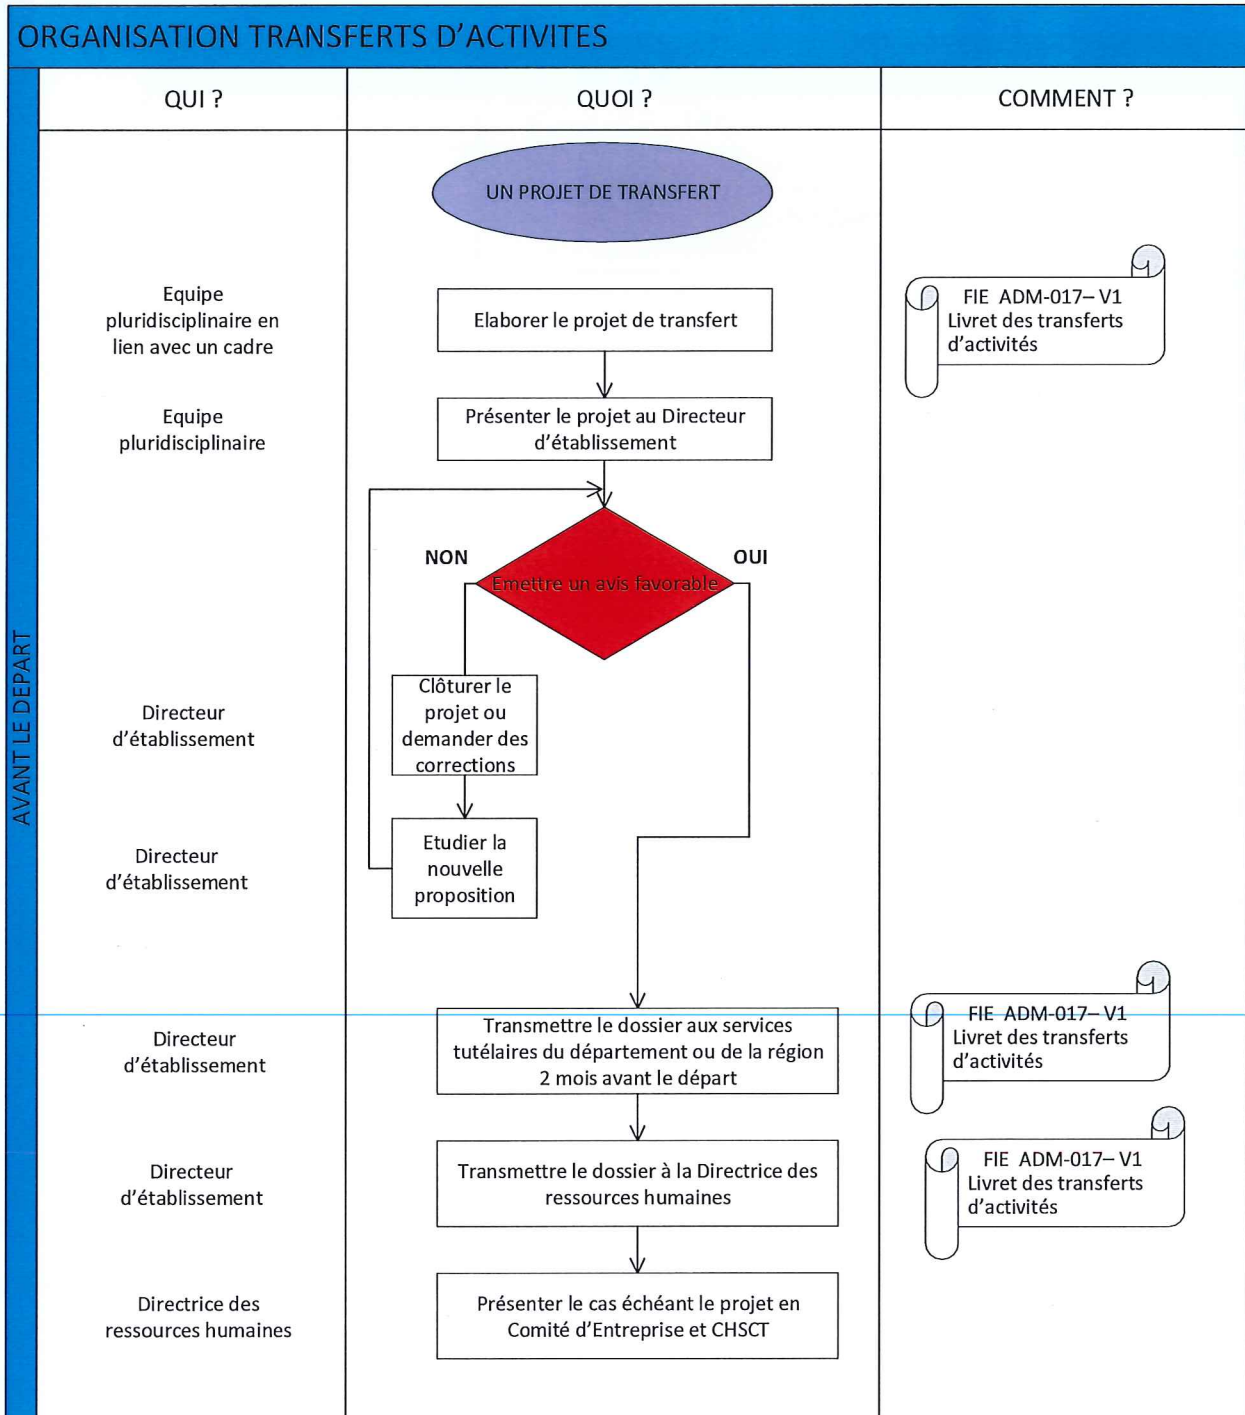 ORGANISATION TRANSFERTS D'ACTIVITES
QUI ?
QUOI ?
COMMENT ?
AVANT LE DEPART
UN PROJET DE TRANSFERT
Equipe
pluridisciplinaire en
lien avec un cadre
Elaborer le projet de transfert
FIE ADM-017– V1
Livret des transferts
d'activités
Equipe
pluridisciplinaire
Présenter le projet au Directeur
d'établissement
NON
OUI
Emettre un avis favorable
Directeur
d'établissement
Clôturer le
projet ou
demander des
corrections
Directeur
d'établissement
Etudier la
nouvelle
proposition
Directeur
d'établissement
Transmettre le dossier aux services
tutélaires du département ou de la région
2 mois avant le départ
FIE ADM-017– V1
Livret des transferts
d'activités
Directeur
d'établissement
Transmettre le dossier à la Directrice des
ressources humaines
FIE ADM-017– V1
Livret des transferts
d'activités
Directrice des
ressources humaines
Présenter le cas échéant le projet en
Comité d'Entreprise et CHSCT